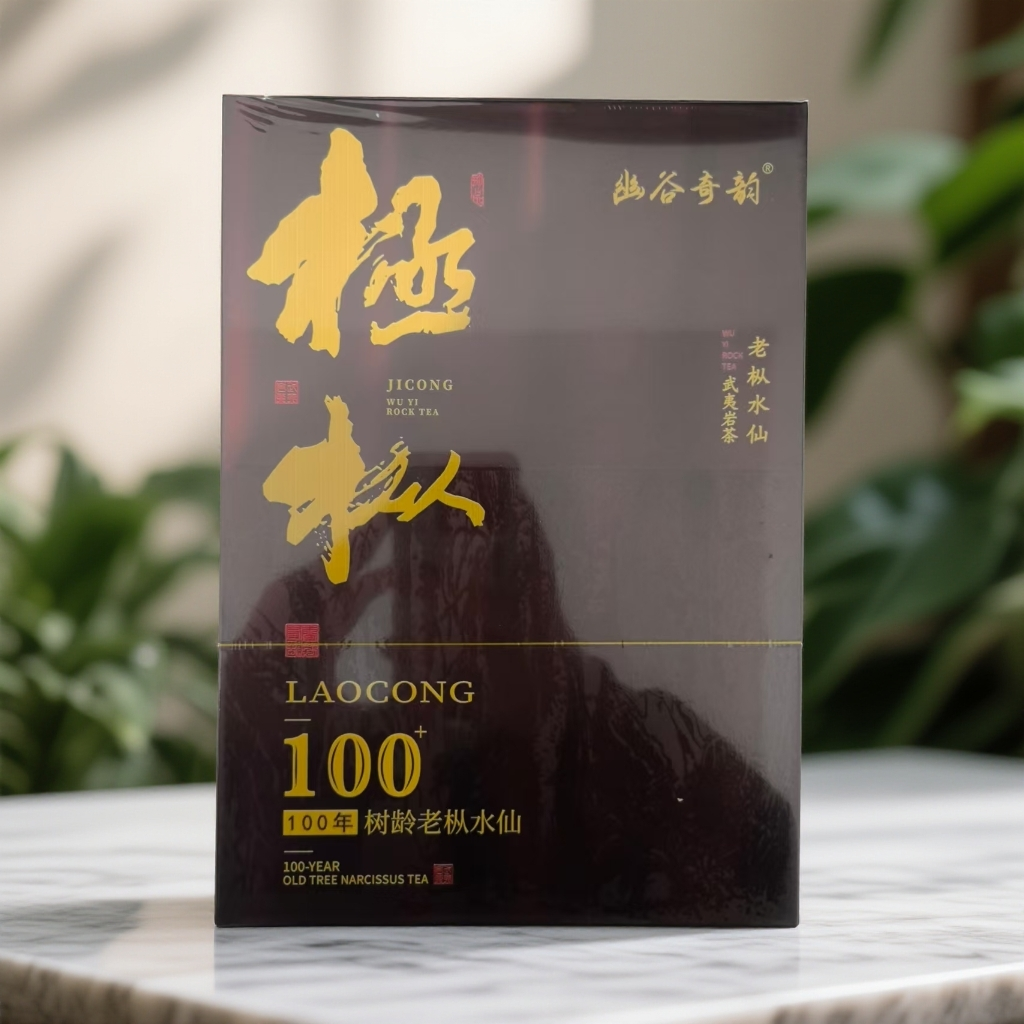 極
枞
幽谷奇韵®
JICONG
WU YI
ROCK TEA
老枞水仙
WU
YI
ROCK
TEA
武夷岩茶
LAOCONG
100+
100年 树龄老枞水仙
100-YEAR
OLD TREE NARCISSUS TEA